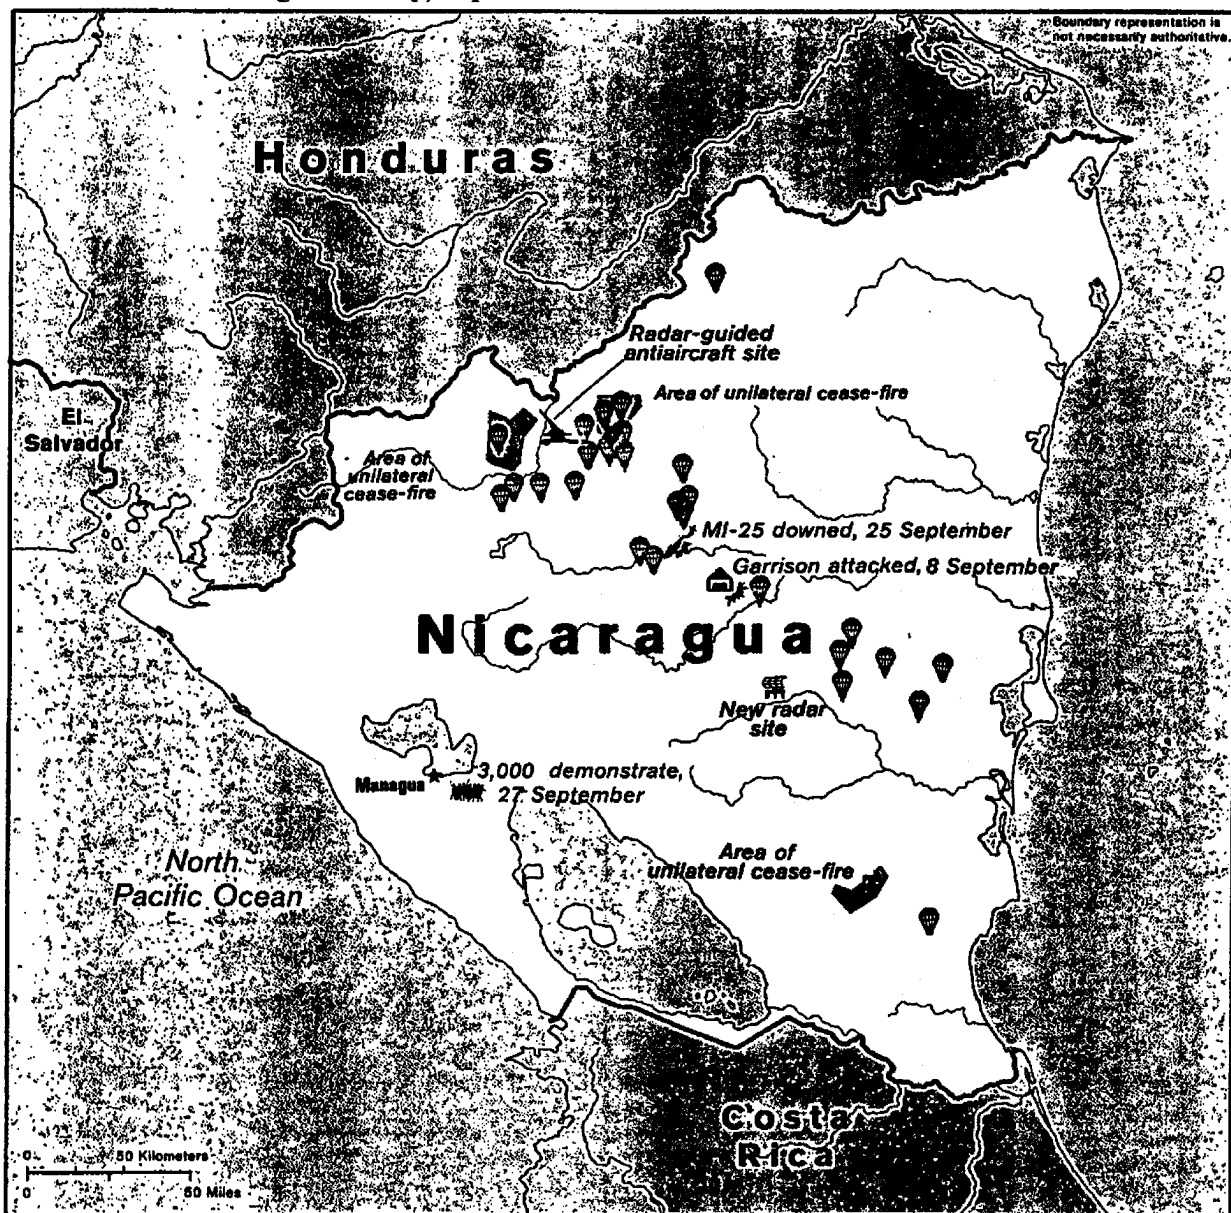 Boundary representation is
not necessarily authoritative.
Honduras
Radar-guided
antiaircraft site
Area of unilateral cease-fire
El
Salvador
Area of
unilateral
cease-fire
MI-25 downed, 25 September
Garrison attacked, 8 September
Nicaragua
New radar
site
Managua
3,000 demonstrate,
27 September
North
Pacific Ocean
Area of
unilateral cease-fire
Costa
Rica
0 50 Kilometers
0 50 Miles